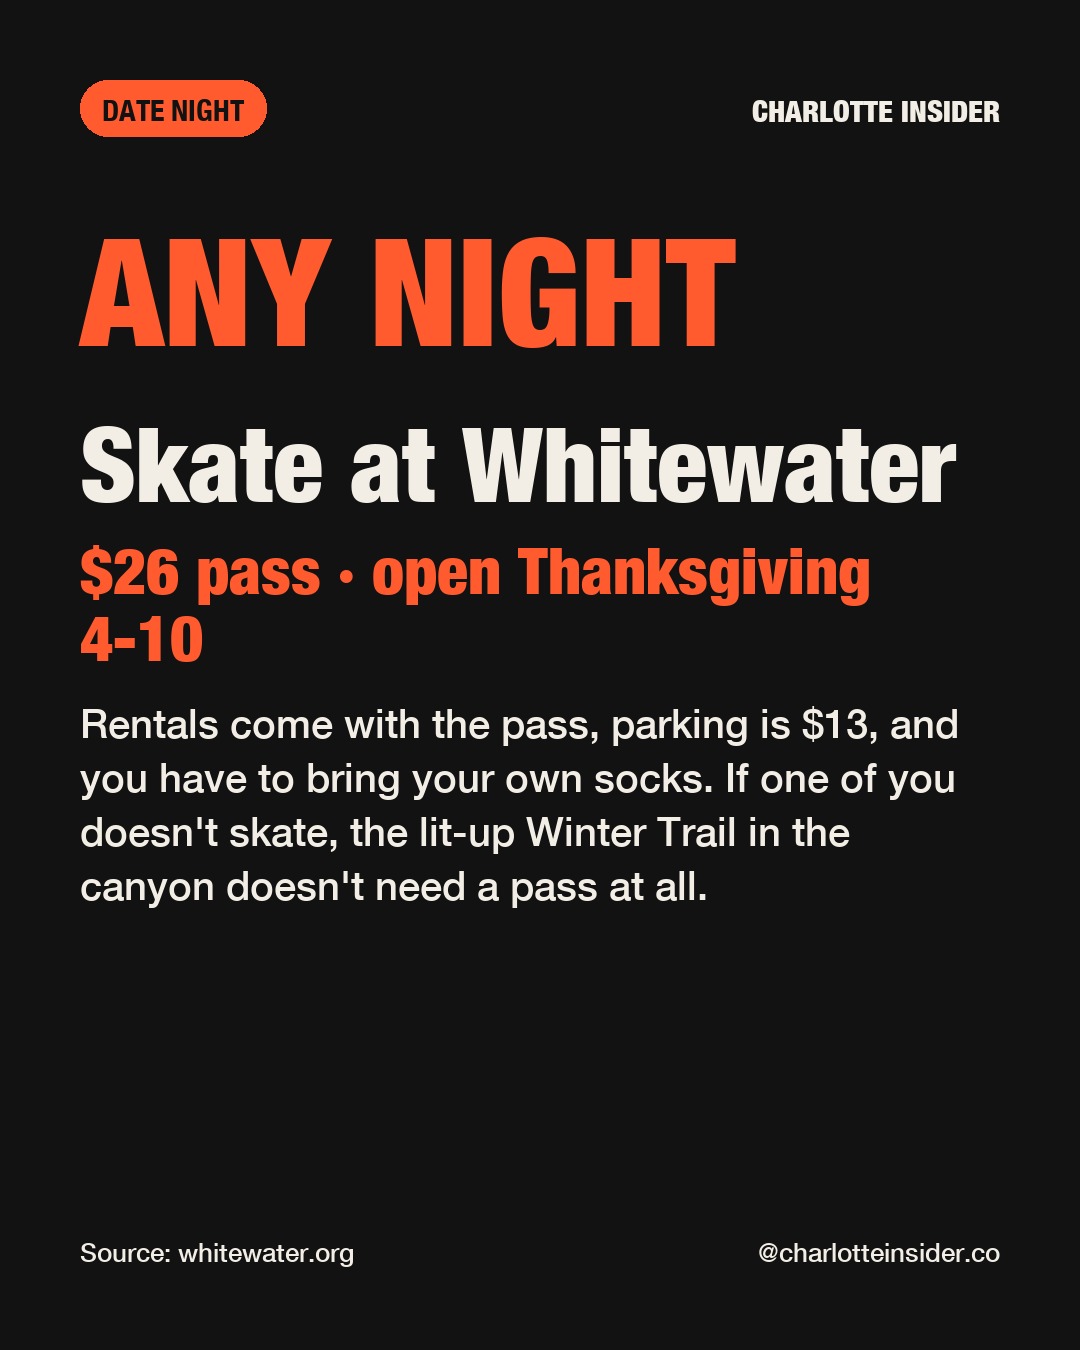 DATE NIGHT
CHARLOTTE INSIDER
ANY NIGHT
Skate at Whitewater
$26 pass • open Thanksgiving
4-10
Rentals come with the pass, parking is $13, and
you have to bring your own socks. If one of you
doesn't skate, the lit-up Winter Trail in the
canyon doesn't need a pass at all.
Source: whitewater.org
@charlotteinsider.co